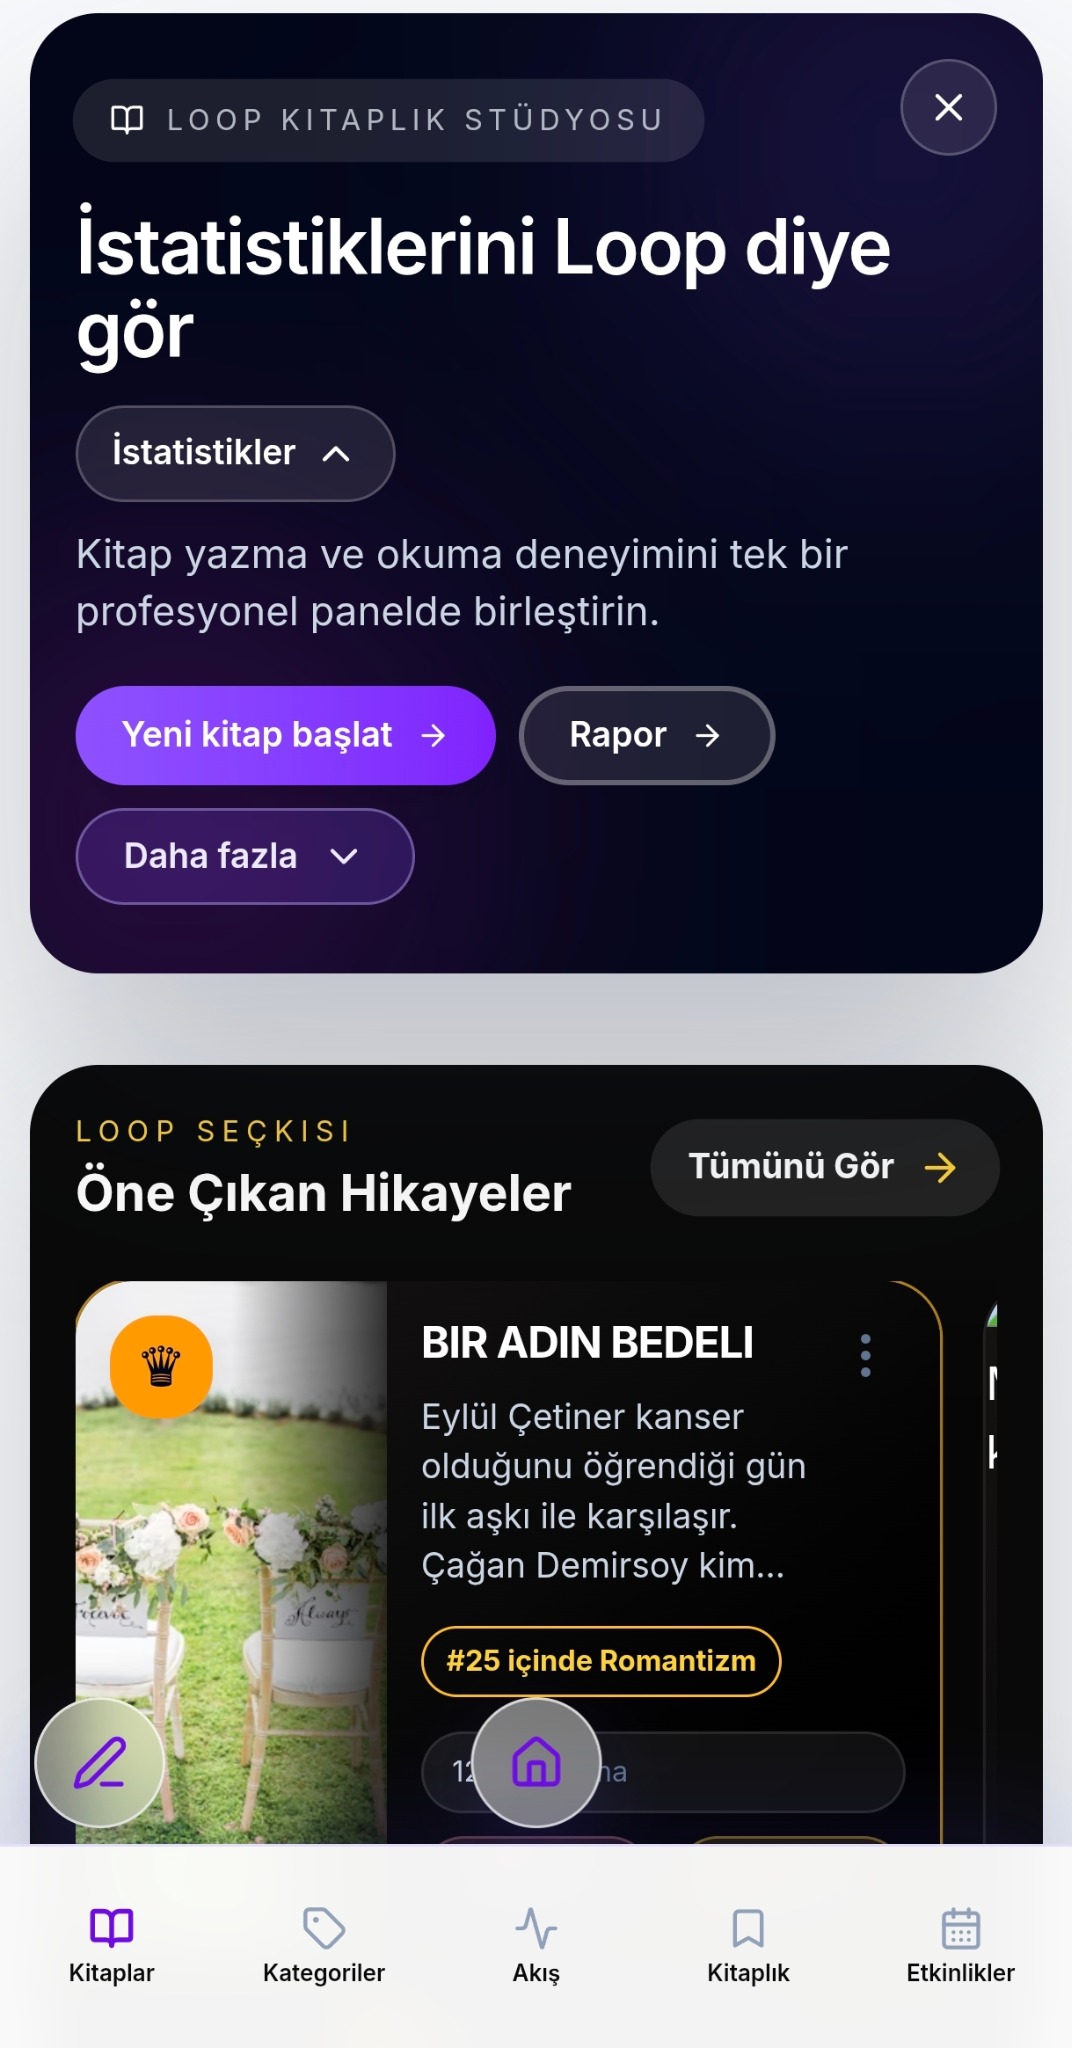 LOOP KITAPLIK STÜDYOSU
İstatistiklerini Loop diye
gör
İstatistikler
Kitap yazma ve okuma deneyimini tek bir
profesyonel panelde birleştirin.
Yeni kitap başlat
Rapor
Daha fazla
LOOP SEÇKISI
Öne Çıkan Hikayeler
Tümünü Gör
BIR ADIN BEDELI
Eylül Çetiner kanser
olduğunu öğrendiği gün
ilk aşkı ile karşılaşır.
Çağan Demirsoy kim...
Always
#25 içinde Romantizm
Kitaplar
Kategoriler
Akış
Kitaplık
Etkinlikler